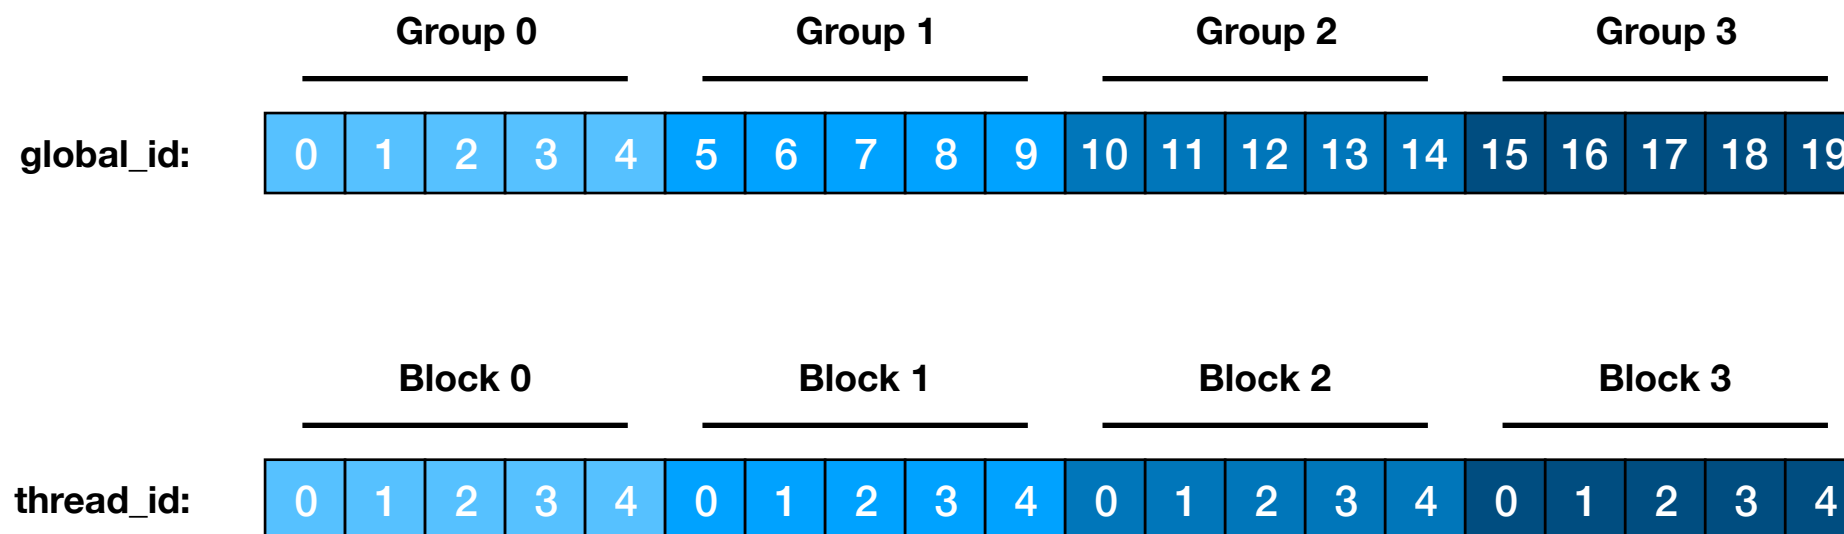 Group 0 Group 1 Group 2 Group 3
global_id: 0 1 2 3 4 5 6 7 8 9 10 11 12 13 14 15 16 17 18 19
Block 0 Block 1 Block 2 Block 3
thread_id: 0 1 2 3 4 0 1 2 3 4 0 1 2 3 4 0 1 2 3 4